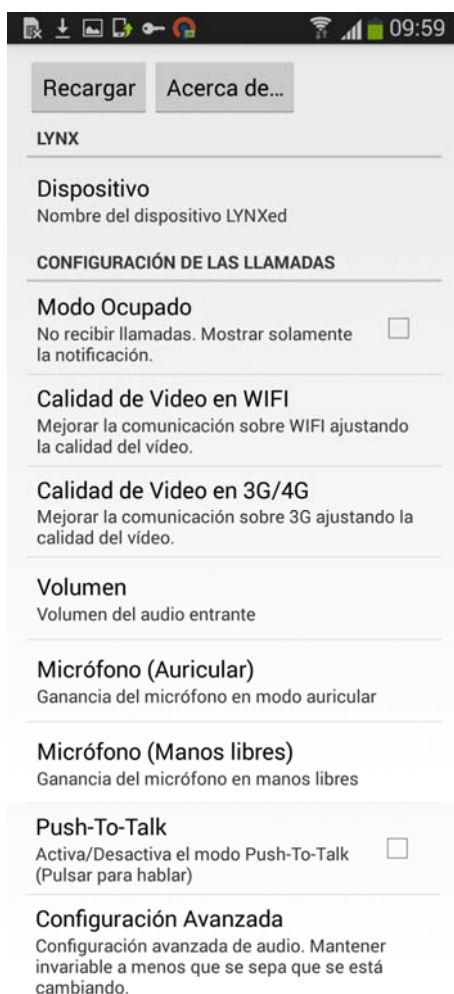 09:59
Recargar Acerca de...
LYNX
Dispositivo
Nombre del dispositivo LYNXed
CONFIGURACIÓN DE LAS LLAMADAS
Modo Ocupado
No recibir llamadas. Mostrar solamente
la notificación.
Calidad de Video en WIFI
Mejorar la comunicación sobre WIFI ajustando
la calidad del vídeo.
Calidad de Video en 3G/4G
Mejorar la comunicación sobre 3G ajustando la
calidad del vídeo.
Volumen
Volumen del audio entrante
Micrófono (Auricular)
Ganancia del micrófono en modo auricular
Micrófono (Manos libres)
Ganancia del micrófono en manos libres
Push-To-Talk
Activa/Desactiva el modo Push-To-Talk
(Pulsar para hablar)
Configuración Avanzada
Configuración avanzada de audio. Mantener
invariable a menos que se sepa que se está
cambiando.